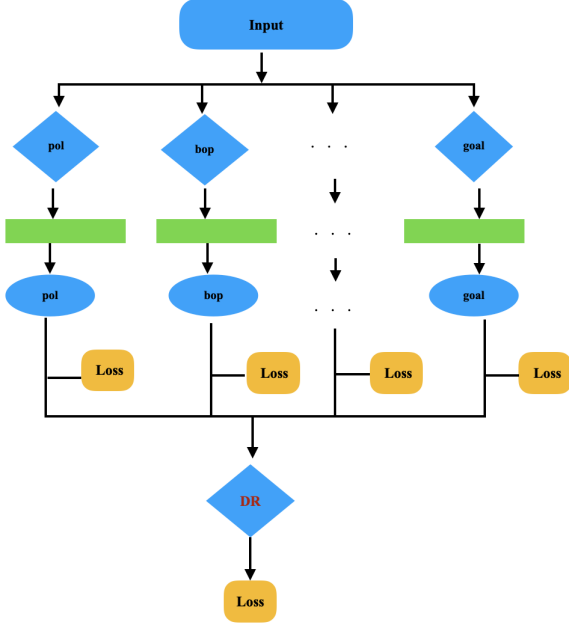 Input
pol
bop
. . .
goal
. . .
pol
bop
. . .
goal
Loss
Loss
Loss
Loss
DR
Loss